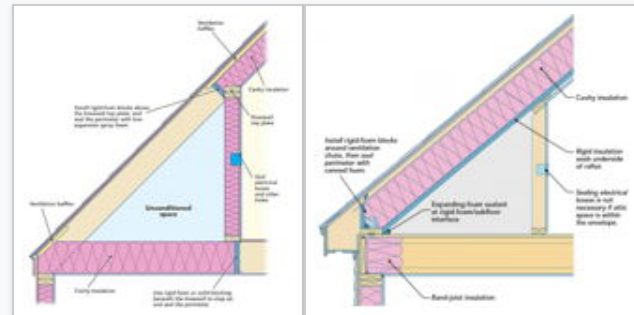 Ventilation
baffles
Cavity insulation
Install rigid-foam blocks above
the kneewall top plate, and
seal the perimeter with low
expansion spray foam.
Kneewall
top plate
Seal
electrical
boxes
and other
holes
Unconditioned
space
Ventilation baffles
Cavity insulation
Use rigid foam or solid blocking
beneath the kneewall to stop air,
and seal the perimeter.
Cavity insulation
Install rigid-foam blocks
around ventilation
chute, then seal
perimeter with
canned foam.
Rigid insulation
underside
of rafter.
Expanding-foam sealant
at rigid foam/subfloor
interface
Sealing electrical
boxes is not
necessary if attic
space is within
the envelope.
Band-joist insulation